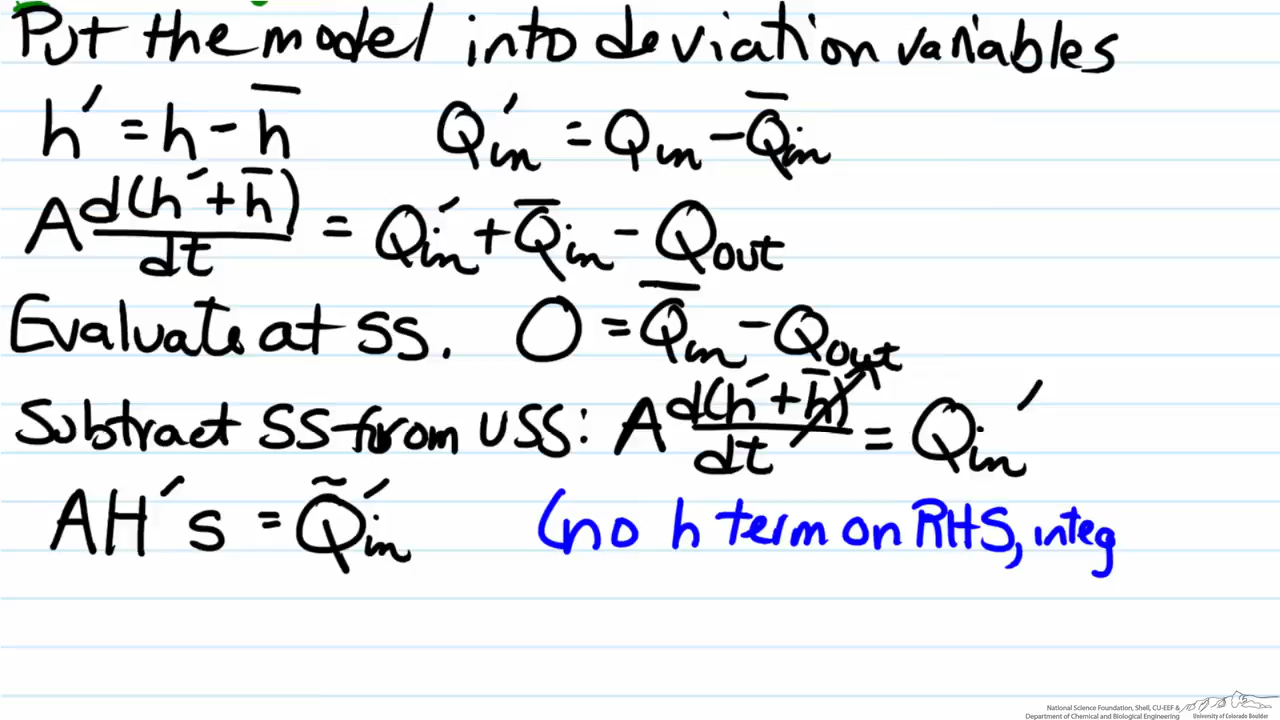 Put the model into deviation variables
h′ = h − h̅     Q′in = Qin − Q̅in
A d(h′ + h̅)/dt = Q′in + Q̅in − Qout
Evaluate at SS.   0 = Q̅in − Qout
Subtract SS from USS: A d(h′ + h̅)/dt = Q′in
AH′s = Q̃′in     (no h term on RHS, integ
National Science Foundation, Shell, CU-EEF &
Department of Chemical and Biological Engineering
University of Colorado Boulder